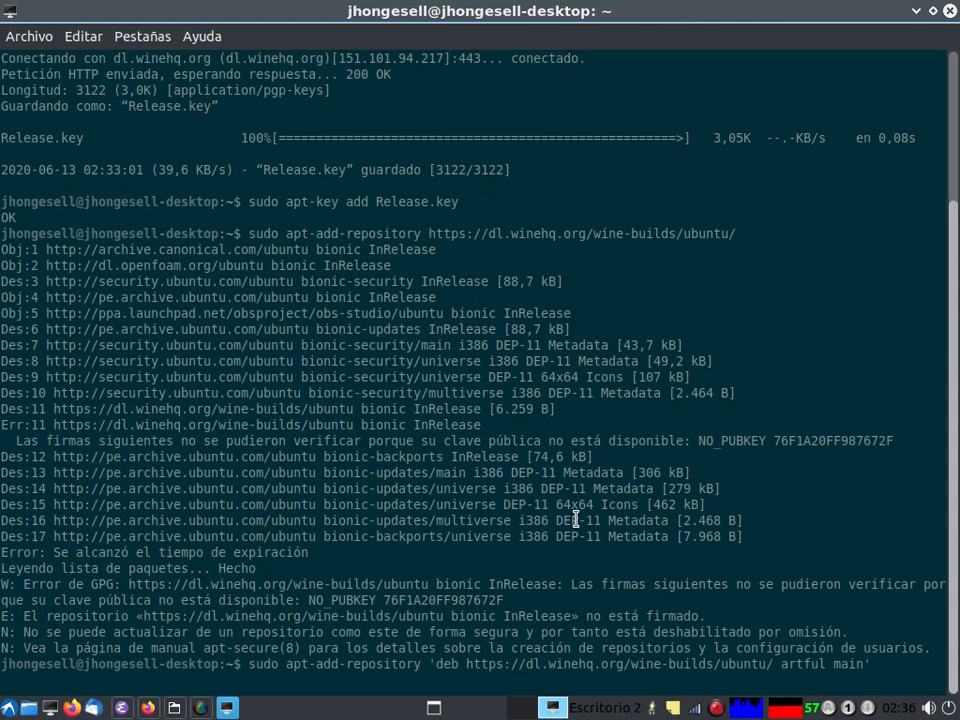 jhongesell@jhongesell-desktop: ~
Archivo Editar Pestañas Ayuda
Conectando con dl.winehq.org (dl.winehq.org)[151.101.94.217]:443... conectado.
Petición HTTP enviada, esperando respuesta... 200 OK
Longitud: 3122 (3,0K) [application/pgp-keys]
Guardando como: “Release.key”
Release.key 100%[=====================================================>] 3,05K --.-KB/s en 0,08s
2020-06-13 02:33:01 (39,6 KB/s) - “Release.key” guardado [3122/3122]
jhongesell@jhongesell-desktop:~$ sudo apt-key add Release.key
OK
jhongesell@jhongesell-desktop:~$ sudo apt-add-repository https://dl.winehq.org/wine-builds/ubuntu/
Obj:1 http://archive.canonical.com/ubuntu bionic InRelease
Obj:2 http://dl.openfoam.org/ubuntu bionic InRelease
Des:3 http://security.ubuntu.com/ubuntu bionic-security InRelease [88,7 kB]
Obj:4 http://pe.archive.ubuntu.com/ubuntu bionic InRelease
Obj:5 http://ppa.launchpad.net/obsproject/obs-studio/ubuntu bionic InRelease
Des:6 http://pe.archive.ubuntu.com/ubuntu bionic-updates InRelease [88,7 kB]
Des:7 http://security.ubuntu.com/ubuntu bionic-security/main i386 DEP-11 Metadata [43,7 kB]
Des:8 http://security.ubuntu.com/ubuntu bionic-security/universe i386 DEP-11 Metadata [49,2 kB]
Des:9 http://security.ubuntu.com/ubuntu bionic-security/universe DEP-11 64x64 Icons [107 kB]
Des:10 http://security.ubuntu.com/ubuntu bionic-security/multiverse i386 DEP-11 Metadata [2.464 B]
Des:11 https://dl.winehq.org/wine-builds/ubuntu bionic InRelease [6.259 B]
Err:11 https://dl.winehq.org/wine-builds/ubuntu bionic InRelease
Las firmas siguientes no se pudieron verificar porque su clave pública no está disponible: NO_PUBKEY 76F1A20FF987672F
Des:12 http://pe.archive.ubuntu.com/ubuntu bionic-backports InRelease [74,6 kB]
Des:13 http://pe.archive.ubuntu.com/ubuntu bionic-updates/main i386 DEP-11 Metadata [306 kB]
Des:14 http://pe.archive.ubuntu.com/ubuntu bionic-updates/universe i386 DEP-11 Metadata [279 kB]
Des:15 http://pe.archive.ubuntu.com/ubuntu bionic-updates/universe DEP-11 64x64 Icons [462 kB]
Des:16 http://pe.archive.ubuntu.com/ubuntu bionic-updates/multiverse i386 DEP-11 Metadata [2.468 B]
Des:17 http://pe.archive.ubuntu.com/ubuntu bionic-backports/universe i386 DEP-11 Metadata [7.968 B]
Error: Se alcanzó el tiempo de expiración
Leyendo lista de paquetes... Hecho
W: Error de GPG: https://dl.winehq.org/wine-builds/ubuntu bionic InRelease: Las firmas siguientes no se pudieron verificar por
que su clave pública no está disponible: NO_PUBKEY 76F1A20FF987672F
E: El repositorio «https://dl.winehq.org/wine-builds/ubuntu bionic InRelease» no está firmado.
N: No se puede actualizar de un repositorio como este de forma segura y por tanto está deshabilitado por omisión.
N: Vea la página de manual apt-secure(8) para los detalles sobre la creación de repositorios y la configuración de usuarios.
jhongesell@jhongesell-desktop:~$ sudo apt-add-repository 'deb https://dl.winehq.org/wine-builds/ubuntu/ artful main'
Escritorio 2 57 02:36